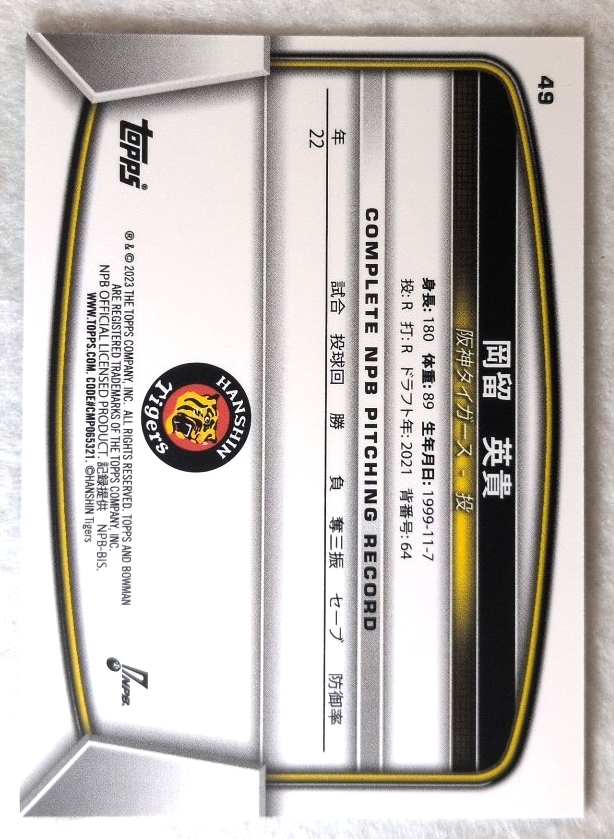 49
岡留 英貴
阪神タイガース - 投
身長: 180 体重: 89 生年月日: 1999-11-7
投: R 打: R ドラフト年: 2021 背番号: 64
COMPLETE NPB PITCHING RECORD
年 試合 投球回 勝 負 奪三振 セーブ 防御率
22
HANSHIN
Tigers
topps®
® & © 2023 THE TOPPS COMPANY, INC. ALL RIGHTS RESERVED. TOPPS AND BOWMAN
ARE REGISTERED TRADEMARKS OF THE TOPPS COMPANY, INC.
NPB OFFICIAL LICENSED PRODUCT. 記録提供 NPB-BIS.
WWW.TOPPS.COM. CODE#CMP065321. ©HANSHIN Tigers
NPB.